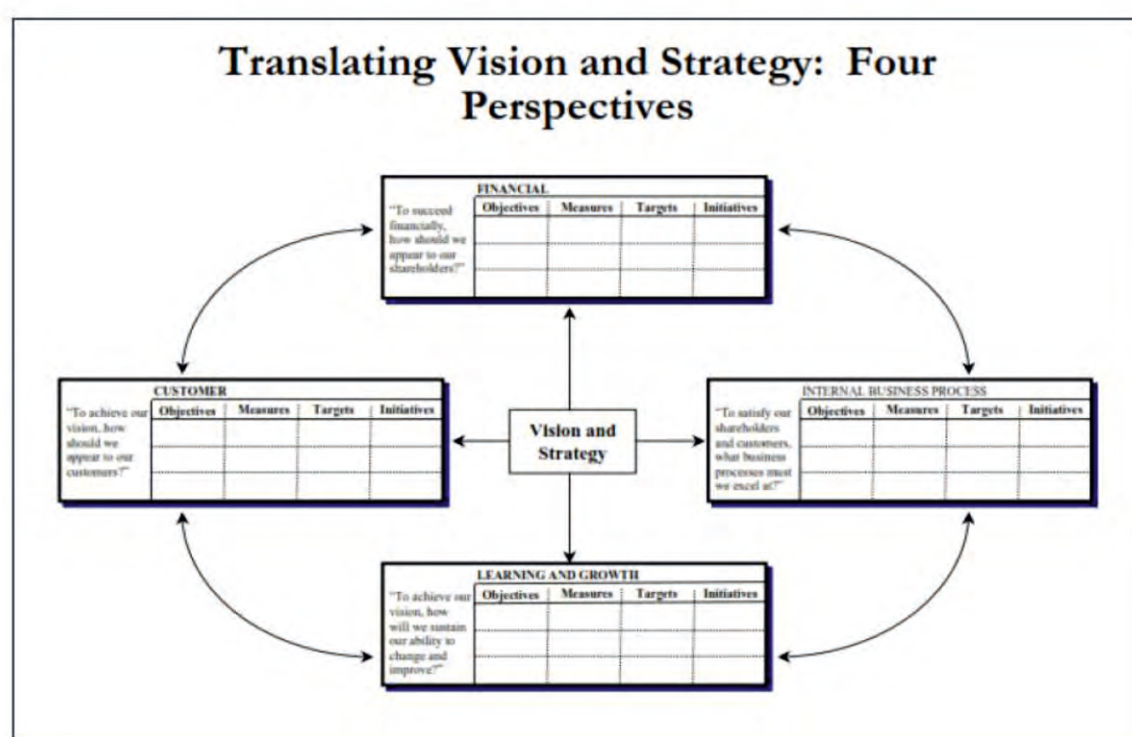 Translating Vision and Strategy: Four
Perspectives
FINANCIAL
"To succeed
financially,
how should we
appear to our
shareholders?"
Objectives Measures Targets Initiatives
CUSTOMER
"To achieve our
vision, how
should we
appear to our
customers?"
Objectives Measures Targets Initiatives
Vision and
Strategy
INTERNAL BUSINESS PROCESS
"To satisfy our
shareholders
and customers,
what business
processes must
we excel at?"
Objectives Measures Targets Initiatives
LEARNING AND GROWTH
"To achieve our
vision, how
will we sustain
our ability to
change and
improve?"
Objectives Measures Targets Initiatives